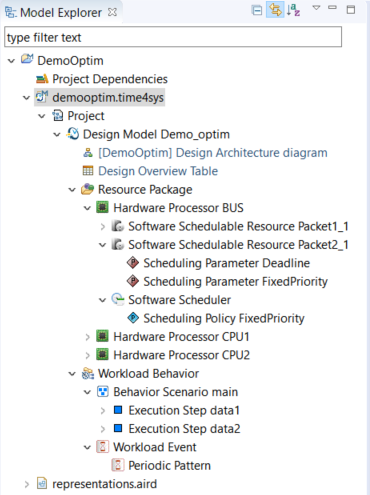 Model Explorer
type filter text
DemoOptim
Project Dependencies
demooptim.time4sys
Project
Design Model Demo_optim
[DemoOptim] Design Architecture diagram
Design Overview Table
Resource Package
Hardware Processor BUS
Software Schedulable Resource Packet1_1
Software Schedulable Resource Packet2_1
Scheduling Parameter Deadline
Scheduling Parameter FixedPriority
Software Scheduler
Scheduling Policy FixedPriority
Hardware Processor CPU1
Hardware Processor CPU2
Workload Behavior
Behavior Scenario main
Execution Step data1
Execution Step data2
Workload Event
Periodic Pattern
representations.aird